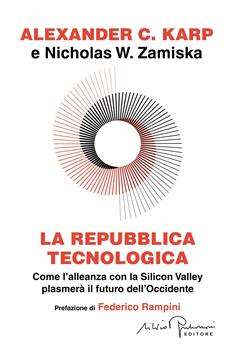 ALEXANDER C. KARP
e Nicholas W. Zamiska
LA REPUBBLICA
TECNOLOGICA
Come l'alleanza con la Silicon Valley
plasmerà il futuro dell'Occidente
Prefazione di Federico Rampini
EDITORE